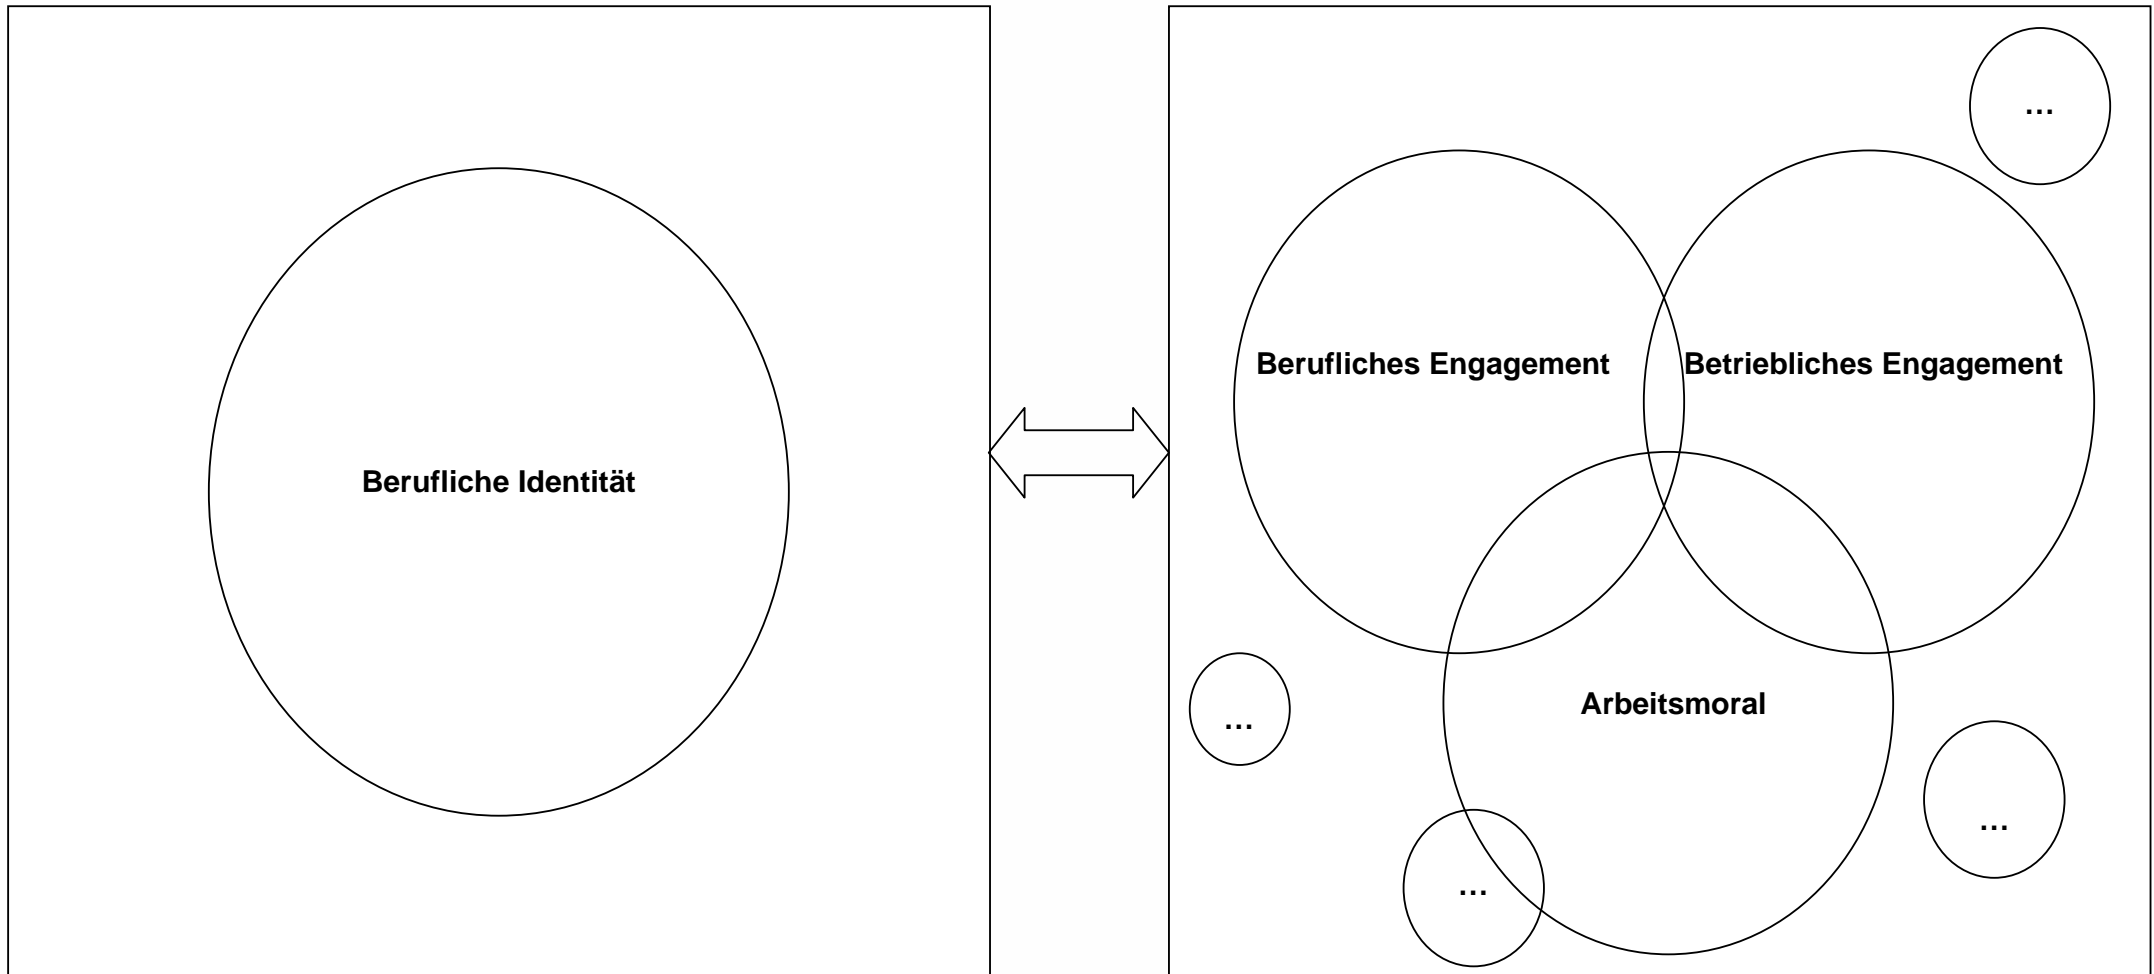 …
Berufliches Engagement
Betriebliches Engagement
Berufliche Identität
Arbeitsmoral
…
…
…